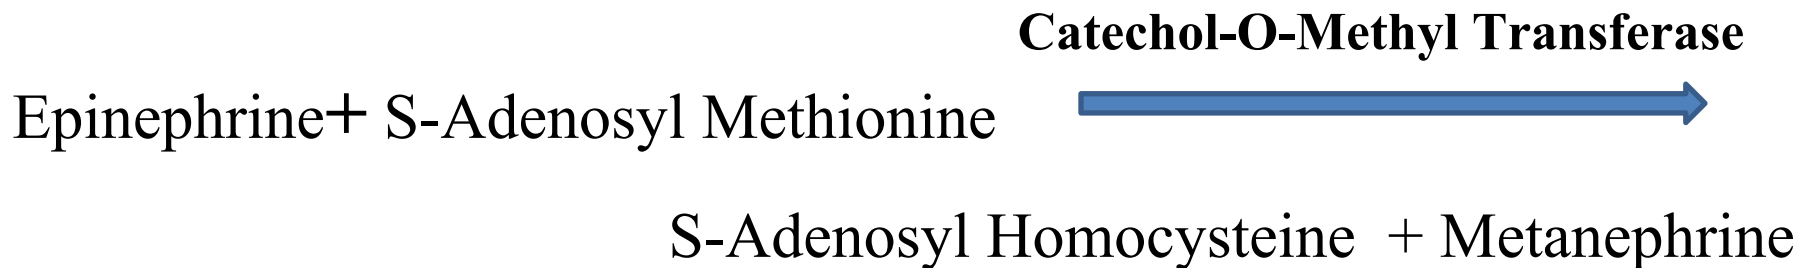 Catechol-O-Methyl Transferase
Epinephrine+ S-Adenosyl Methionine
S-Adenosyl Homocysteine + Metanephrine